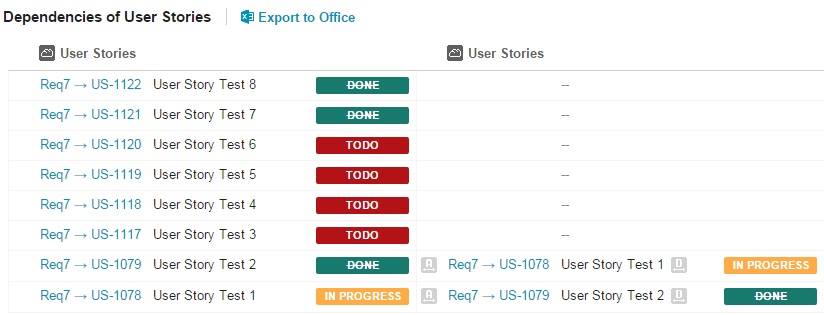 Dependencies of User Stories Export to Office
User Stories User Stories
Req7 → US-1122 User Story Test 8 DONE --
Req7 → US-1121 User Story Test 7 DONE --
Req7 → US-1120 User Story Test 6 TODO --
Req7 → US-1119 User Story Test 5 TODO --
Req7 → US-1118 User Story Test 4 TODO --
Req7 → US-1117 User Story Test 3 TODO --
Req7 → US-1079 User Story Test 2 DONE A Req7 → US-1078 User Story Test 1 D IN PROGRESS
Req7 → US-1078 User Story Test 1 IN PROGRESS A Req7 → US-1079 User Story Test 2 D DONE